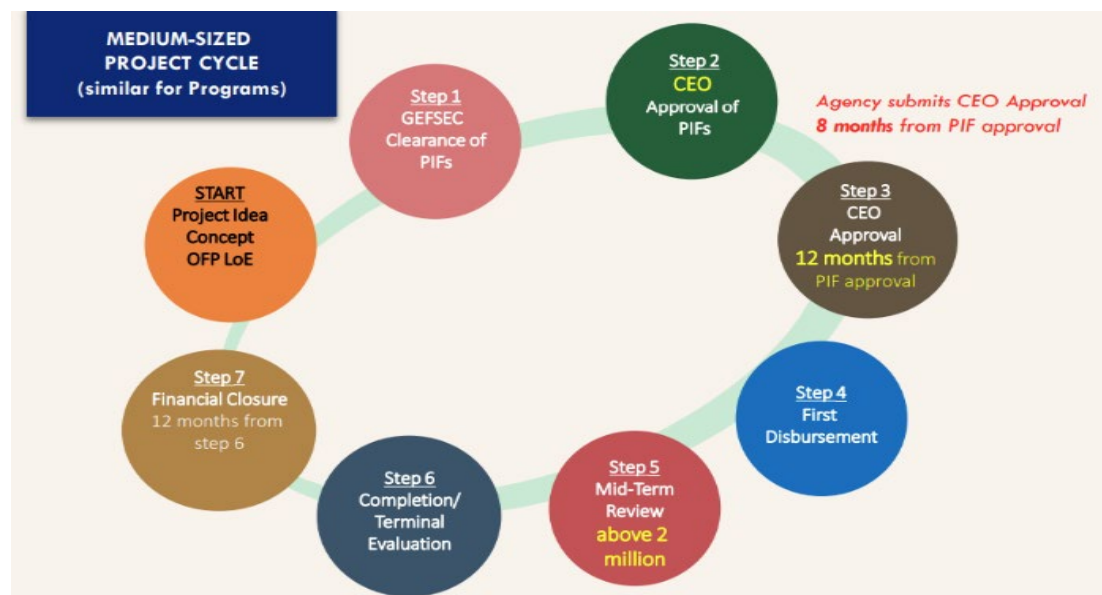 MEDIUM-SIZED
PROJECT CYCLE
(similar for Programs)
START
Project Idea
Concept
OFP LoE
Step 1
GEFSEC
Clearance of
PIFs
Step 2
CEO
Approval of
PIFs
Agency submits CEO Approval
8 months from PIF approval
Step 3
CEO
Approval
12 months from
PIF approval
Step 4
First
Disbursement
Step 5
Mid-Term
Review
above 2
million
Step 6
Completion/
Terminal
Evaluation
Step 7
Financial Closure
12 months from
step 6